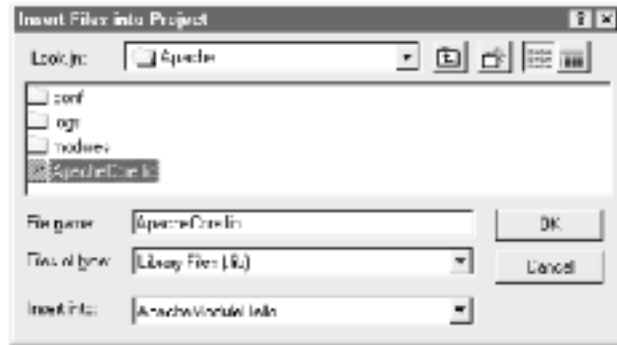 Insert Files into Project
Look in: Apache
conf
logs
modules
ApacheCore.lib
File name: ApacheCore.lib OK
Files of type: Library Files (.lib) Cancel
Insert into: ApacheModuleHello